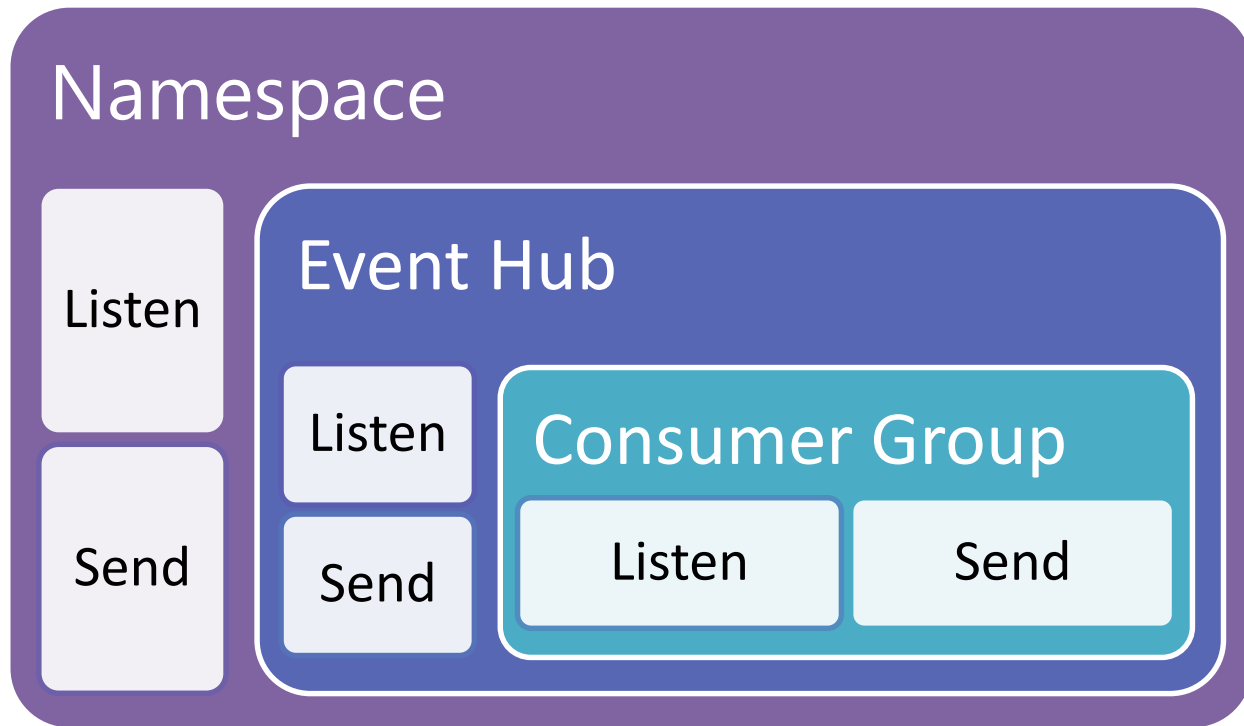 Namespace
Listen
Send
Event Hub
Listen
Send
Consumer Group
Listen
Send